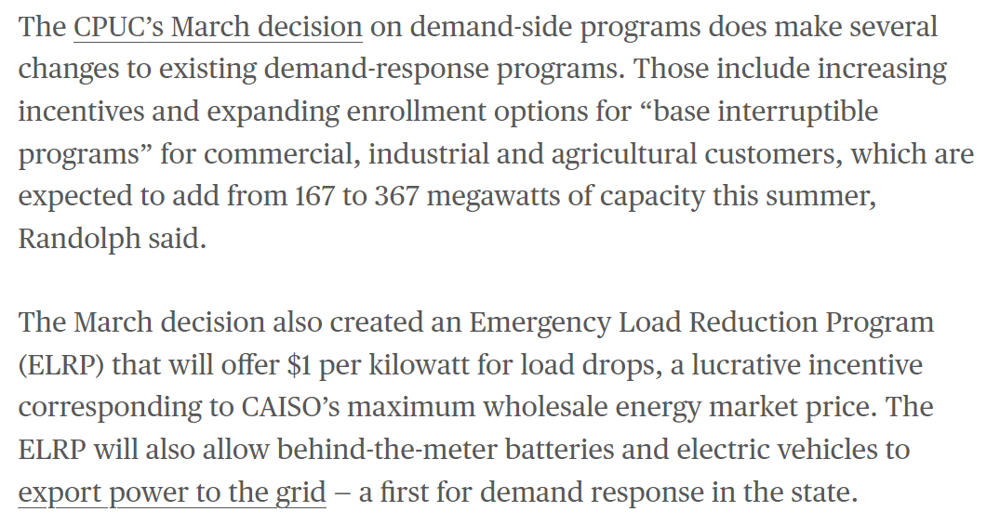 The CPUC’s March decision on demand-side programs does make several
changes to existing demand-response programs. Those include increasing
incentives and expanding enrollment options for “base interruptible
programs” for commercial, industrial and agricultural customers, which are
expected to add from 167 to 367 megawatts of capacity this summer,
Randolph said.
The March decision also created an Emergency Load Reduction Program
(ELRP) that will offer $1 per kilowatt for load drops, a lucrative incentive
corresponding to CAISO’s maximum wholesale energy market price. The
ELRP will also allow behind-the-meter batteries and electric vehicles to
export power to the grid — a first for demand response in the state.